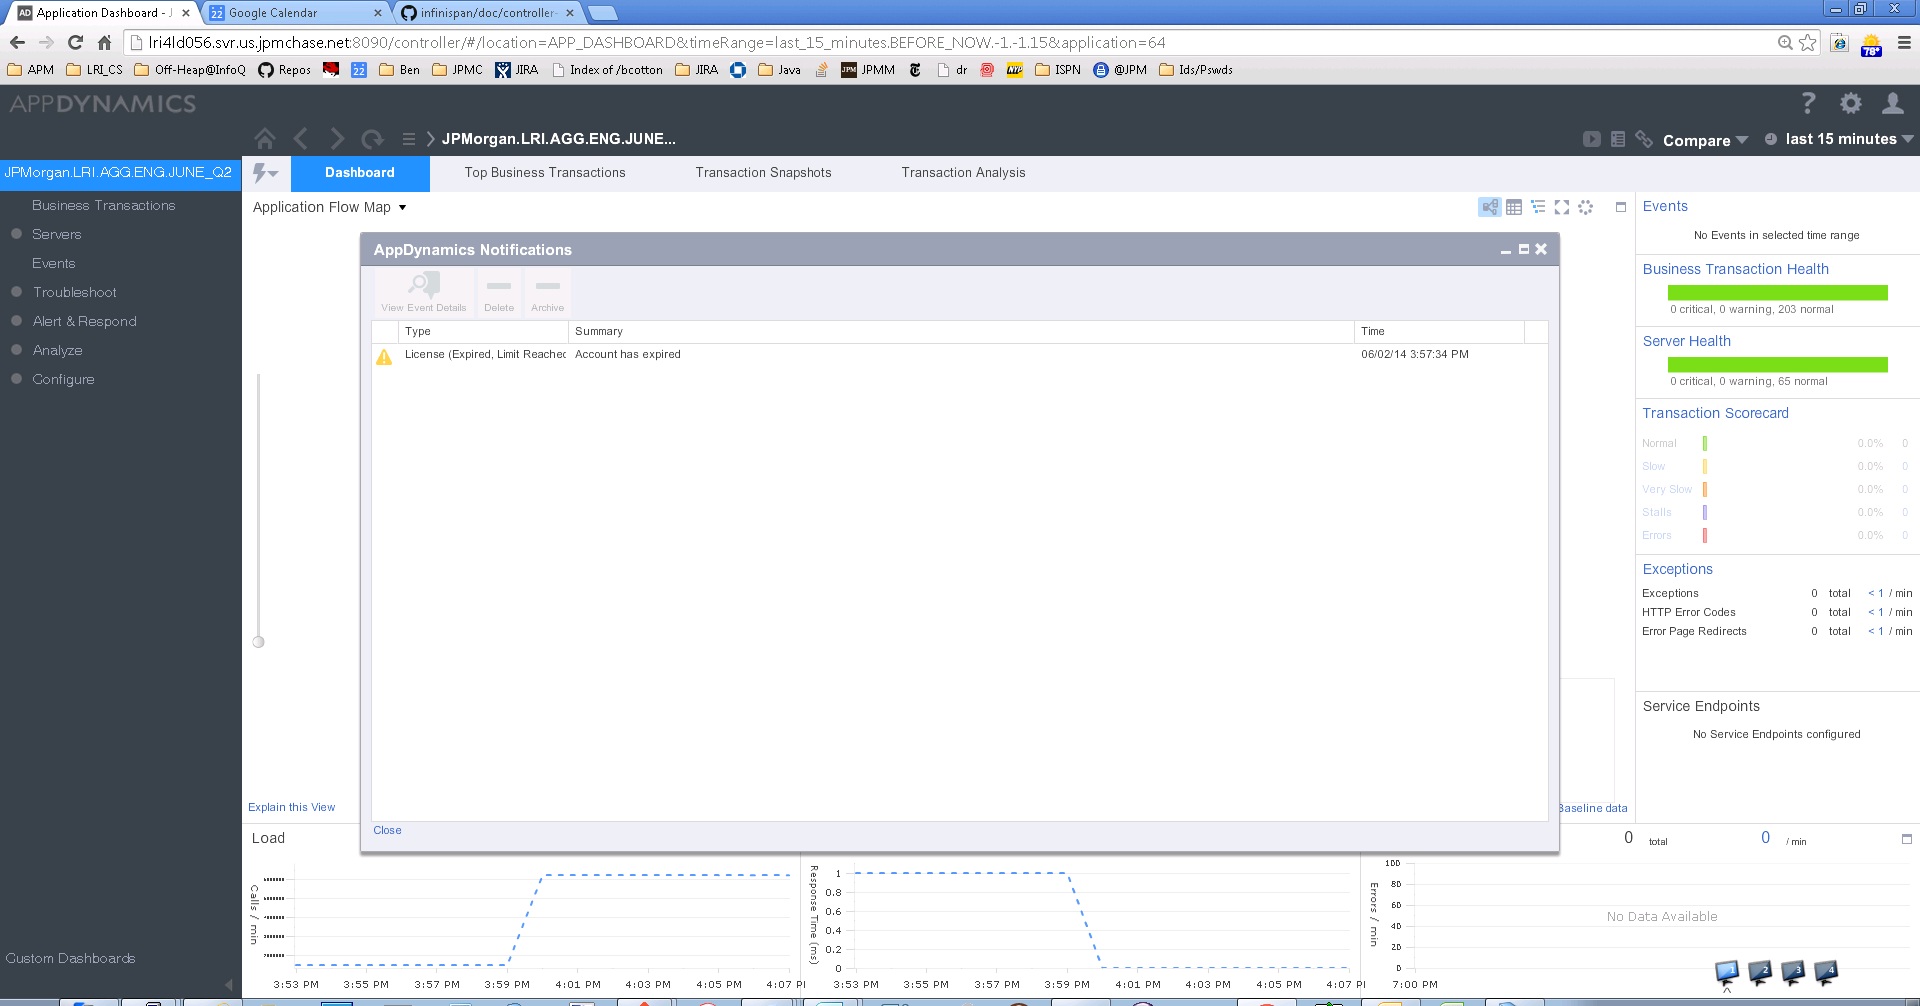 Application Dashboard - J
Google Calendar
infinispan/doc/controller-
lri4ld056.svr.us.jpmchase.net:8090/controller/#/location=APP_DASHBOARD&timeRange=last_15_minutes.BEFORE_NOW.-1.-1.15&application=64
78°
APM LRI_CS Off-Heap@InfoQ Repos 22 Ben JPMC JIRA Index of /bcotton JIRA Java JPMM dr ISPN @JPM Ids/Pswds
APPDYNAMICS
JPMorgan.LRI.AGG.ENG.JUNE...
Compare
last 15 minutes
JPMorgan.LRI.AGG.ENG.JUNE_Q2
Business Transactions
Servers
Events
Troubleshoot
Alert & Respond
Analyze
Configure
Custom Dashboards
Dashboard
Top Business Transactions
Transaction Snapshots
Transaction Analysis
Application Flow Map
AppDynamics Notifications
View Event Details
Delete
Archive
Type Summary Time
License (Expired, Limit Reached Account has expired 06/02/14 3:57:34 PM
Close
Explain this View
Baseline data
Events
No Events in selected time range
Business Transaction Health
0 critical, 0 warning, 203 normal
Server Health
0 critical, 0 warning, 65 normal
Transaction Scorecard
Normal 0.0% 0
Slow 0.0% 0
Very Slow 0.0% 0
Stalls 0.0% 0
Errors 0.0% 0
Exceptions
Exceptions 0 total < 1 / min
HTTP Error Codes 0 total < 1 / min
Error Page Redirects 0 total < 1 / min
Service Endpoints
No Service Endpoints configured
Load
Calls / min
3:53 PM 3:55 PM 3:57 PM 3:59 PM 4:01 PM 4:03 PM 4:05 PM 4:07 P
Response Time (ms)
1
0.8
0.6
0.4
0.2
0
3:53 PM 3:55 PM 3:57 PM 3:59 PM 4:01 PM 4:03 PM 4:05 PM 4:07 P
0 total 0 / min
Errors / min
100
80
60
40
20
0
No Data Available
7:00 PM
1 2 3 4